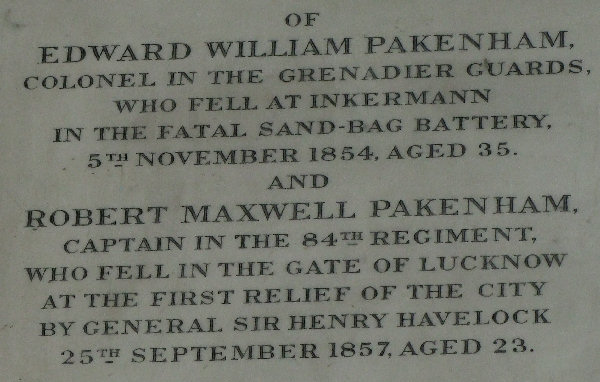 OF
EDWARD WILLIAM PAKENHAM,
COLONEL IN THE GRENADIER GUARDS,
WHO FELL AT INKERMANN
IN THE FATAL SAND-BAG BATTERY,
5TH NOVEMBER 1854, AGED 35.
AND
ROBERT MAXWELL PAKENHAM,
CAPTAIN IN THE 84TH REGIMENT,
WHO FELL IN THE GATE OF LUCKNOW
AT THE FIRST RELIEF OF THE CITY
BY GENERAL SIR HENRY HAVELOCK
25TH SEPTEMBER 1857, AGED 23.